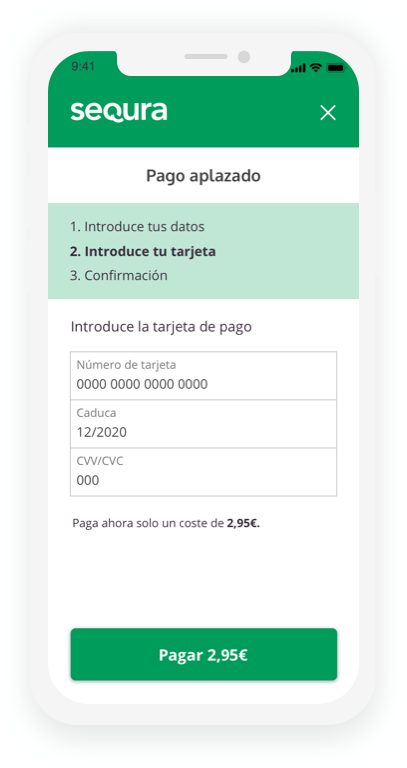 9:41
seQura
Pago aplazado
1. Introduce tus datos
2. Introduce tu tarjeta
3. Confirmación
Introduce la tarjeta de pago
Número de tarjeta
0000 0000 0000 0000
Caduca
12/2020
CVV/CVC
000
Paga ahora solo un coste de 2,95€.
Pagar 2,95€